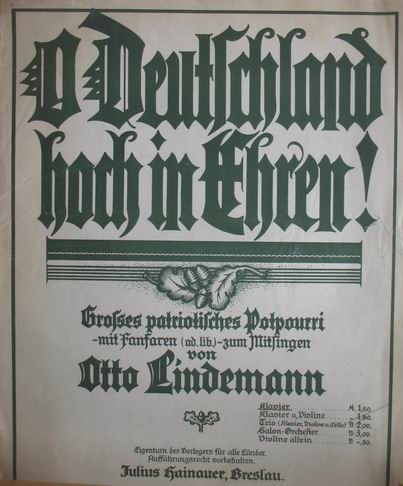 O Deutschland
hoch in Ehren!
Großes patriotisches Potpourri
-mit Fanfaren (ad. lib.)-zum Mitsingen
von
Otto Lindemann
Klavier M. 1,50
Klavier u. Violine " 1.80
Trio (Klavier, Violine u. Cello) " 2,00
Salon-Orchester " 3,00
Violine allein " -.50
Eigentum des Verlegers für alle Länder.
Aufführungsrecht vorbehalten.
Julius Hainauer, Breslau.